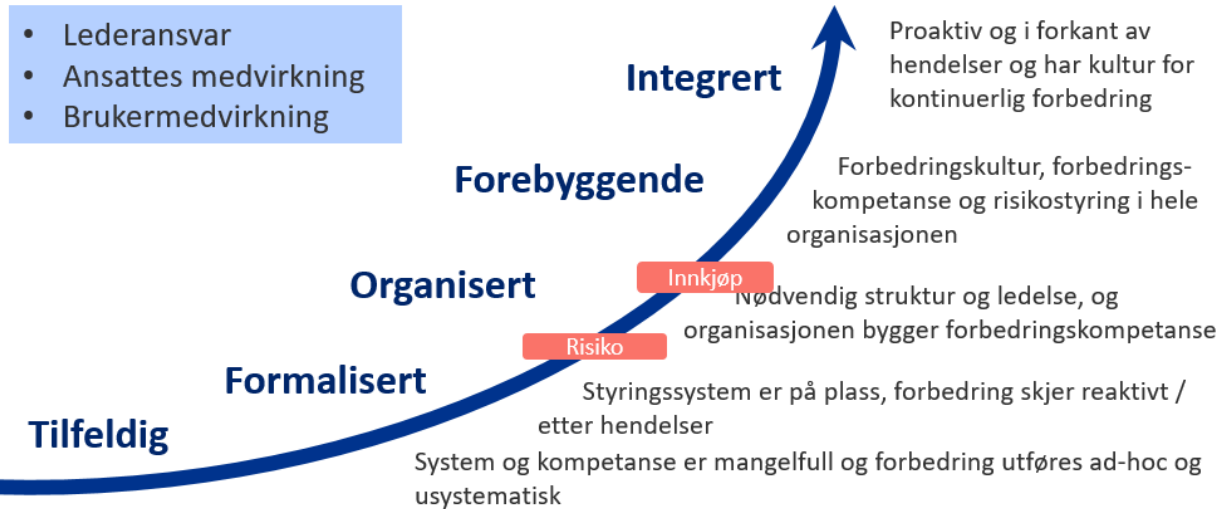 • Lederansvar
• Ansattes medvirkning
• Brukermedvirkning
Integrert
Proaktiv og i forkant av
hendelser og har kultur for
kontinuerlig forbedring
Forebyggende
Forbedringskultur, forbedrings-
kompetanse og risikostyring i hele
organisasjonen
Organisert
Innkjøp
Nødvendig struktur og ledelse, og
organisasjonen bygger forbedringskompetanse
Risiko
Formalisert
Styringssystem er på plass, forbedring skjer reaktivt /
etter hendelser
Tilfeldig
System og kompetanse er mangelfull og forbedring utføres ad-hoc og
usystematisk